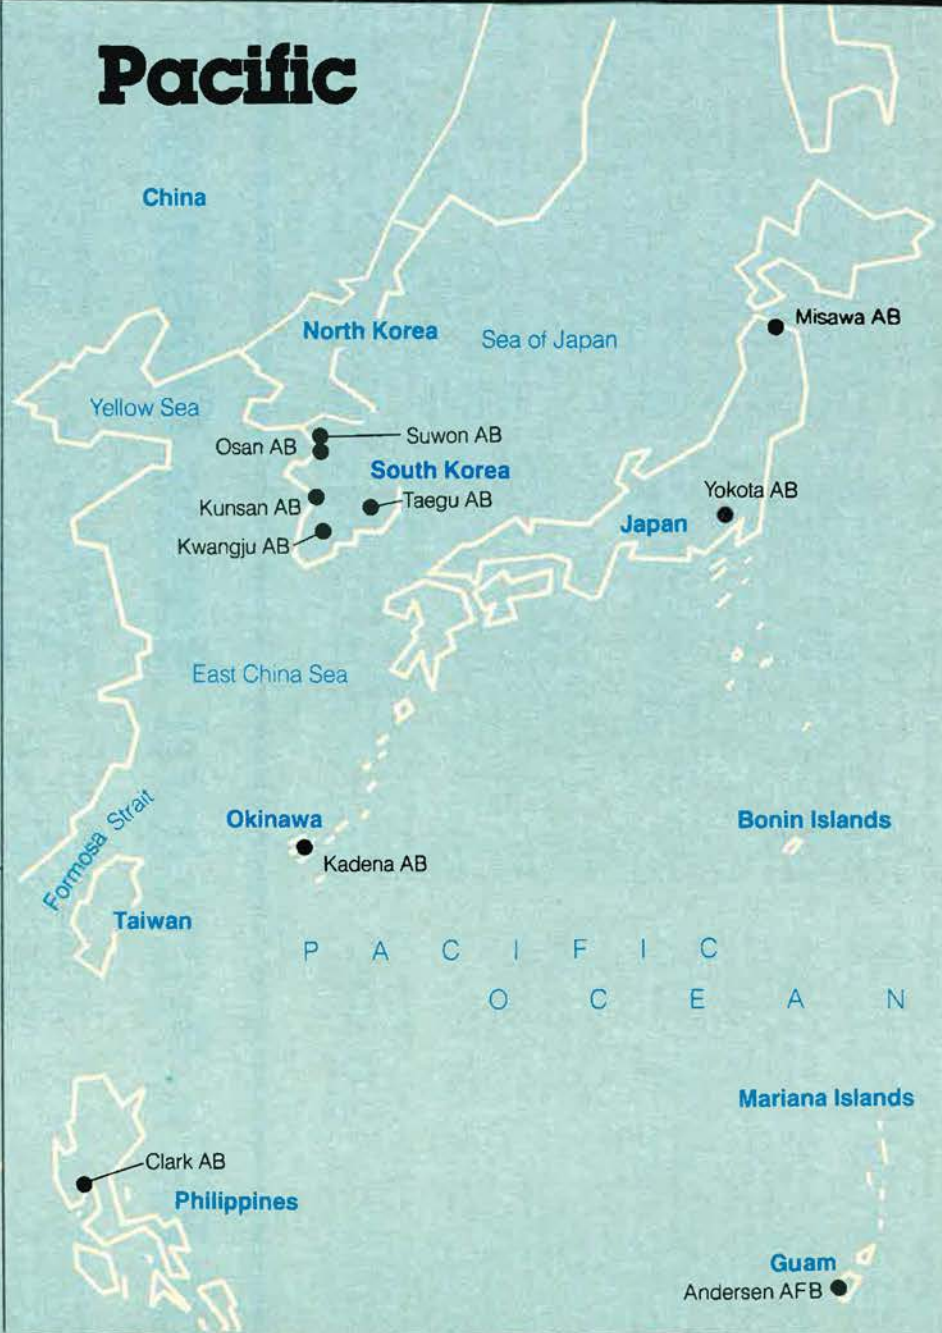 Pacific
China
North Korea
Sea of Japan
Misawa AB
Yellow Sea
Suwon AB
Osan AB
South Korea
Yokota AB
Kunsan AB
Taegu AB
Japan
Kwangju AB
East China Sea
Okinawa
Bonin Islands
Formosa Strait
Kadena AB
Taiwan
PACIFIC
OCEAN
Mariana Islands
Clark AB
Philippines
Guam
Andersen AFB